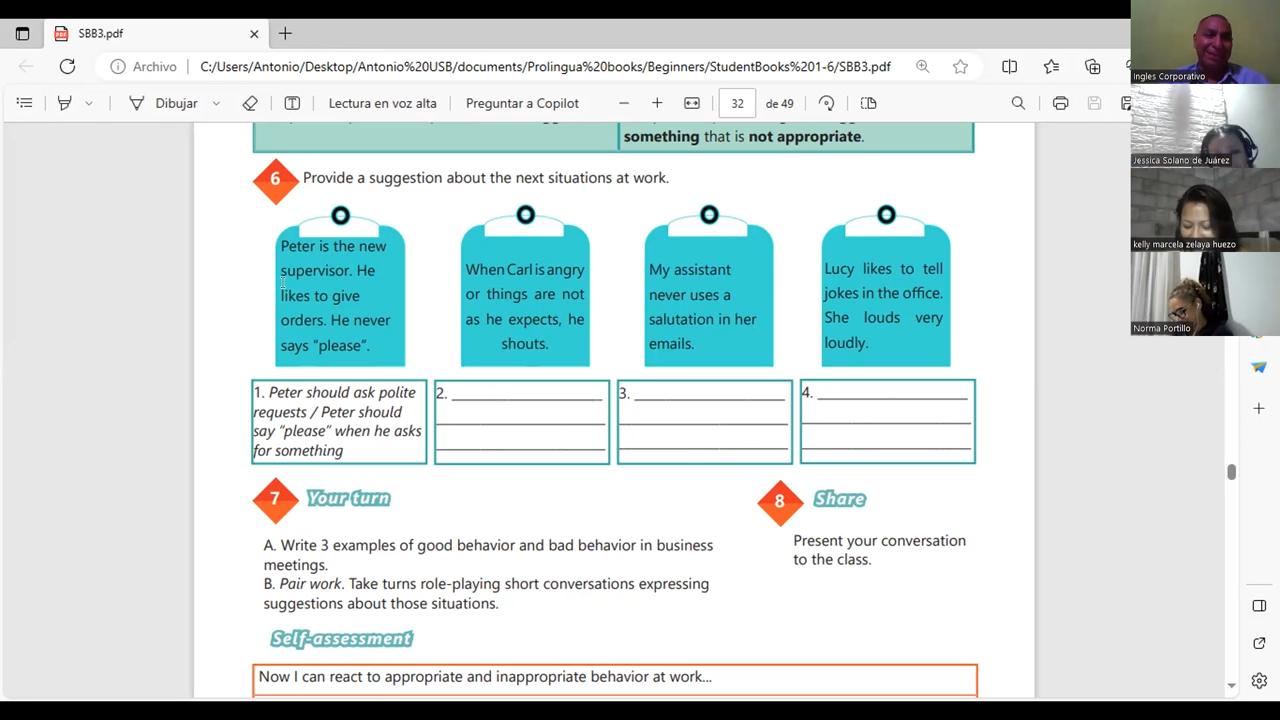 SBB3.pdf
Archivo
C:/Users/Antonio/Desktop/Antonio%20USB/documents/Prolingua%20books/Beginners/StudentBooks%201-6/SBB3.pdf
Dibujar
Lectura en voz alta
Preguntar a Copilot
32
de 49
something that is not appropriate.
6
Provide a suggestion about the next situations at work.
Peter is the new
supervisor. He
likes to give
orders. He never
says “please”.
When Carl is angry
or things are not
as he expects, he
shouts.
My assistant
never uses a
salutation in her
emails.
Lucy likes to tell
jokes in the office.
She louds very
loudly.
1. Peter should ask polite
requests / Peter should
say “please” when he asks
for something
2. ____________________
3. ____________________
4. ____________________
7
Your turn
A. Write 3 examples of good behavior and bad behavior in business
meetings.
B. Pair work. Take turns role-playing short conversations expressing
suggestions about those situations.
8
Share
Present your conversation
to the class.
Self-assessment
Now I can react to appropriate and inappropriate behavior at work...
Ingles Corporativo
Jessica Solano de Juárez
kelly marcela zelaya huezo
Norma Portillo